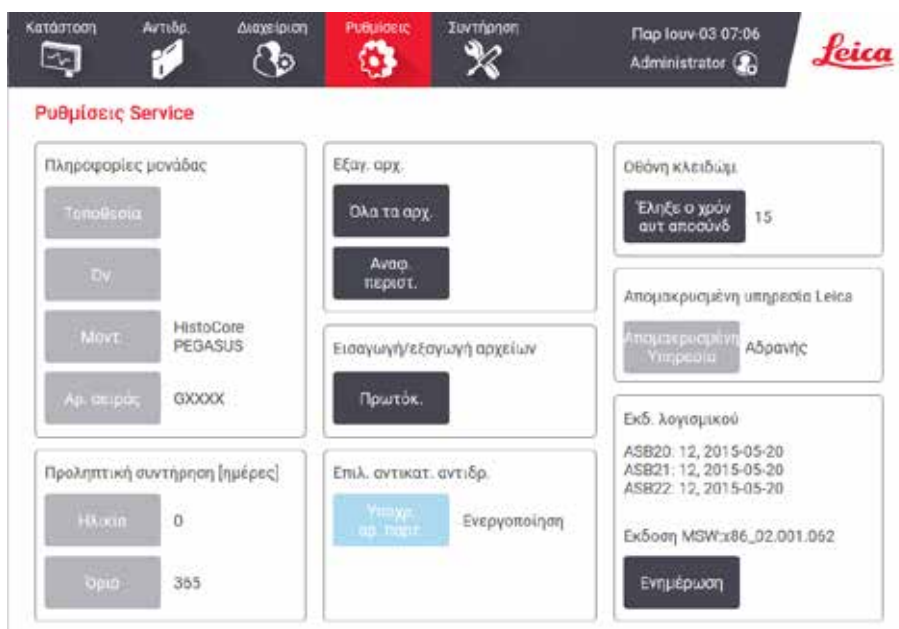 Κατάσταση
Αντιδρ.
Διαχείριση
Ρυθμίσεις
Συντήρηση
Παρ Ιουν-03 07:06
Administrator
Leica
Ρυθμίσεις Service
Πληροφορίες μονάδας
Τοποθεσία
Όν
Μοντ.
HistoCore
PEGASUS
Αρ. σειράς
GXXXX
Προληπτική συντήρηση [ημέρες]
Ηλικία
0
Όριο
365
Εξαγ. αρχ.
Όλα τα αρχ.
Αναφ.
περιστ.
Εισαγωγή/εξαγωγή αρχείων
Πρωτόκ.
Επιλ. αντικατ. αντιδρ.
Υποχρ.
αρ. παρτ.
Ενεργοποίηση
Οθόνη κλειδώμ.
Έληξε ο χρόν
αυτ αποσύνδ
15
Απομακρυσμένη υπηρεσία Leica
Απομακρυσμένη
Υπηρεσία
Αδρανής
Εκδ. λογισμικού
ASB20: 12, 2015-05-20
ASB21: 12, 2015-05-20
ASB22: 12, 2015-05-20
Εκδοση MSW:x86_02.001.062
Ενημέρωση